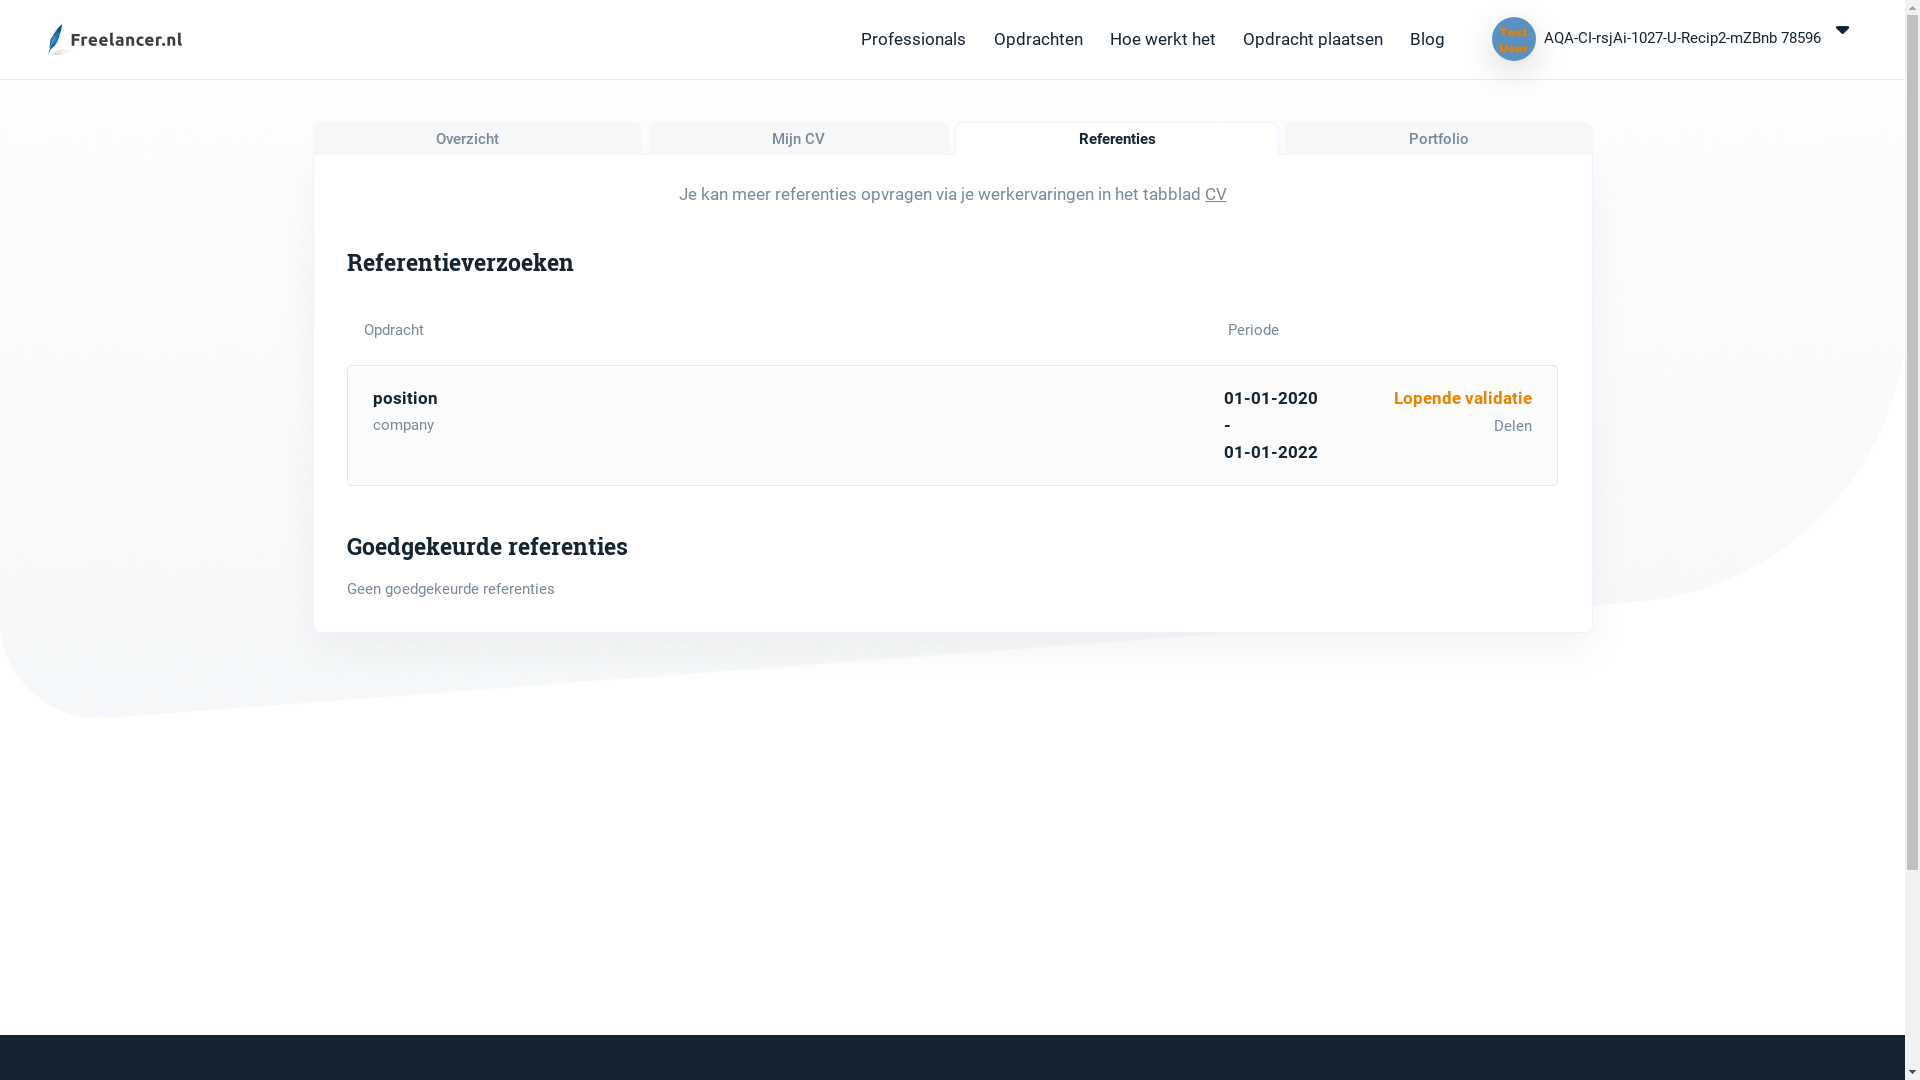 Freelancer.nl
Professionals
Opdrachten
Hoe werkt het
Opdracht plaatsen
Blog
Test
User
AQA-CI-rsjAi-1027-U-Recip2-mZBnb 78596
Overzicht
Mijn CV
Referenties
Portfolio
Je kan meer referenties opvragen via je werkervaringen in het tabblad CV
Referentieverzoeken
Opdracht
Periode
position
01-01-2020
Lopende validatie
company
-
Delen
01-01-2022
Goedgekeurde referenties
Geen goedgekeurde referenties